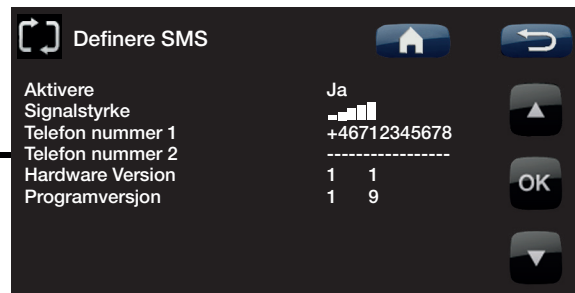 Definere SMS
Aktivere Ja
Signalstyrke
Telefon nummer 1 +46712345678
Telefon nummer 2 -----------------
Hardware Version 1 1
Programversjon 1 9
OK